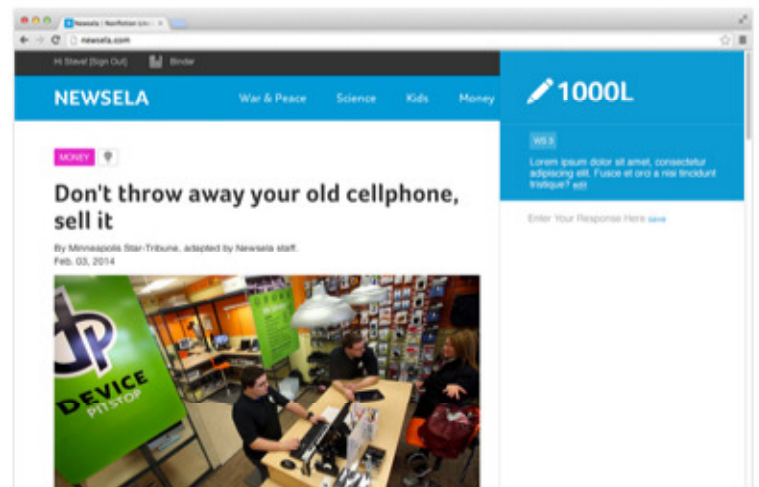 Newsela | Nonfiction
newsela.com
Hi Steve! [Sign Out] Binder
NEWSELA War & Peace Science Kids Money
MONEY
Don't throw away your old cellphone,
sell it
By Minneapolis Star-Tribune, adapted by Newsela staff.
Feb. 03, 2014
DEVICE
PITSTOP
1000L
Lorem ipsum dolor sit amet, consectetur
adipiscing elit. Fusce et orci a nisi tincidunt
tristique? edit
Enter Your Response Here save